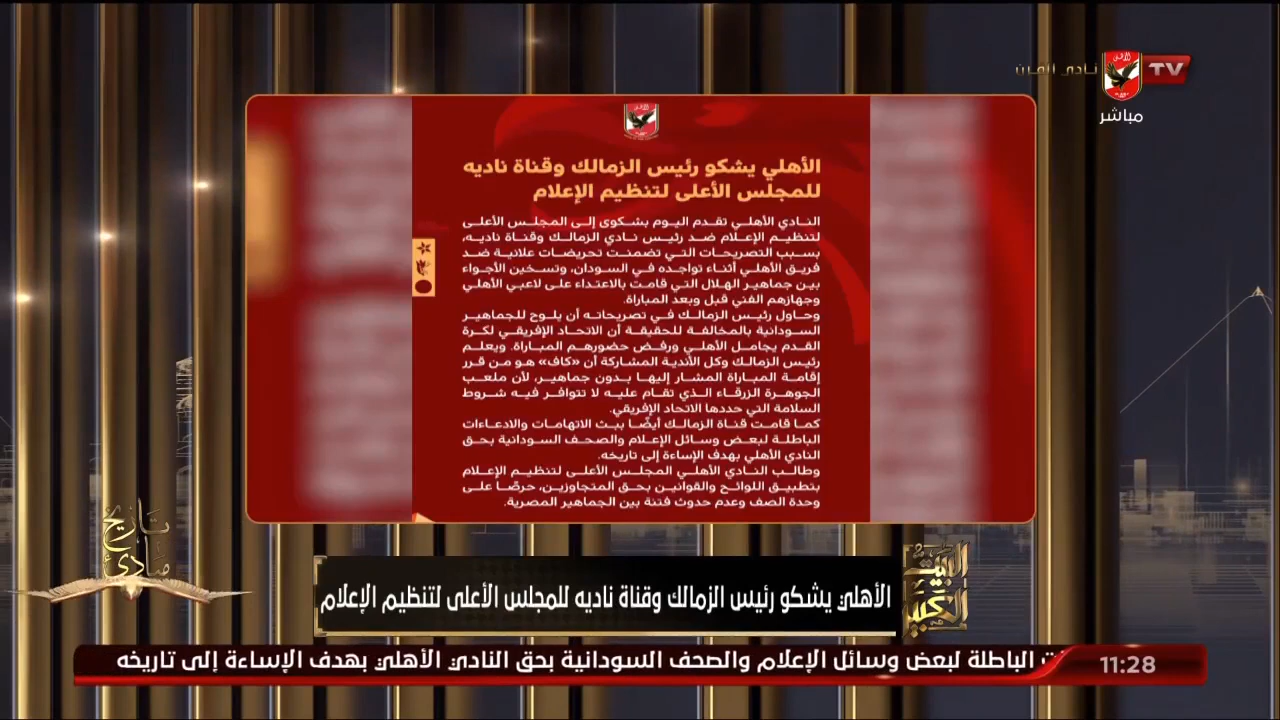 TV
نادي القرن
مباشر
الأهلي يشكو رئيس الزمالك وقناة ناديه
للمجلس الأعلى لتنظيم الإعلام
النادي الأهلي تقدم اليوم بشكوى إلى المجلس الأعلى
لتنظيم الإعلام ضد رئيس نادي الزمالك وقناة ناديه،
بسبب التصريحات التي تضمنت تحريضات علانية ضد
فريق الأهلي أثناء تواجده في السودان، وتسخين الأجواء
بين جماهير الهلال التي قامت بالاعتداء على لاعبي الأهلي
وجهازهم الفني قبل وبعد المباراة.
وحاول رئيس الزمالك في تصريحاته أن يلوح للجماهير
السودانية بالمخالفة للحقيقة أن الاتحاد الإفريقي لكرة
القدم يجامل الأهلي ورفض حضورهم المباراة. ويعلم
رئيس الزمالك وكل الأندية المشاركة أن «كاف» هو من قرر
إقامة المباراة المشار إليها بدون جماهير، لأن ملعب
الجوهرة الزرقاء الذي تقام عليه لا تتوافر فيه شروط
السلامة التي حددها الاتحاد الإفريقي.
كما قامت قناة الزمالك أيضًا ببث الاتهامات والادعاءات
الباطلة لبعض وسائل الإعلام والصحف السودانية بحق
النادي الأهلي بهدف الإساءة إلى تاريخه.
وطالب النادي الأهلي المجلس الأعلى لتنظيم الإعلام
بتطبيق اللوائح والقوانين بحق المتجاوزين، حرصًا على
وحدة الصف وعدم حدوث فتنة بين الجماهير المصرية.
تاريخ
مبادئ
البيت
الكبير
الأهلي يشكو رئيس الزمالك وقناة ناديه للمجلس الأعلى لتنظيم الإعلام
11:28
ت الباطلة لبعض وسائل الإعلام والصحف السودانية بحق النادي الأهلي بهدف الإساءة إلى تاريخه